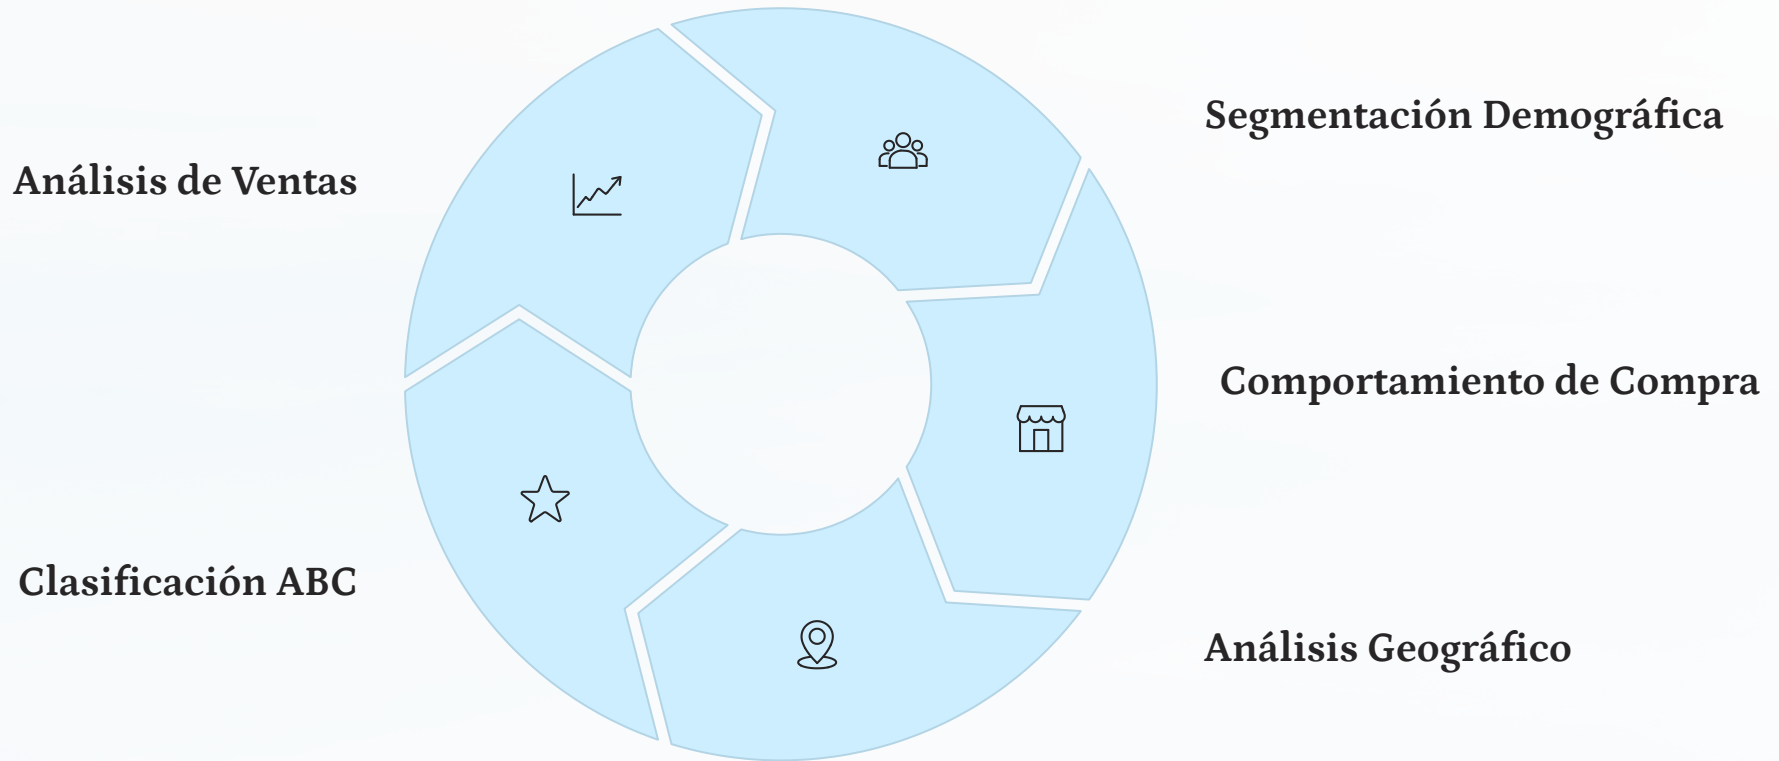 Análisis de Ventas
Segmentación Demográfica
Comportamiento de Compra
Clasificación ABC
Análisis Geográfico